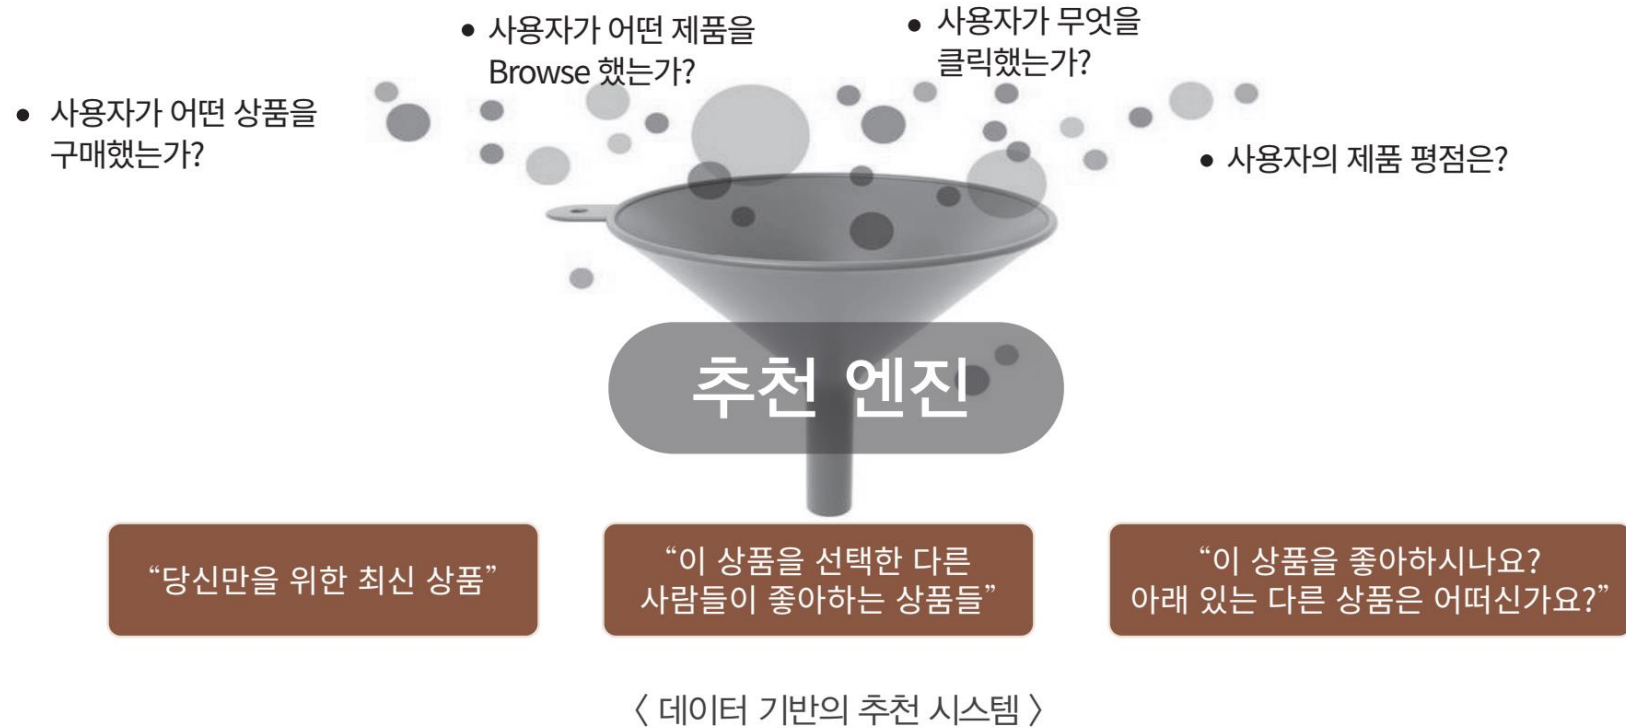 • 사용자가 어떤 상품을
구매했는가?
• 사용자가 어떤 제품을
Browse 했는가?
• 사용자가 무엇을
클릭했는가?
• 사용자의 제품 평점은?
추천 엔진
“당신만을 위한 최신 상품”
“이 상품을 선택한 다른
사람들이 좋아하는 상품들”
“이 상품을 좋아하시나요?
아래 있는 다른 상품은 어떠신가요?”
〈 데이터 기반의 추천 시스템 〉